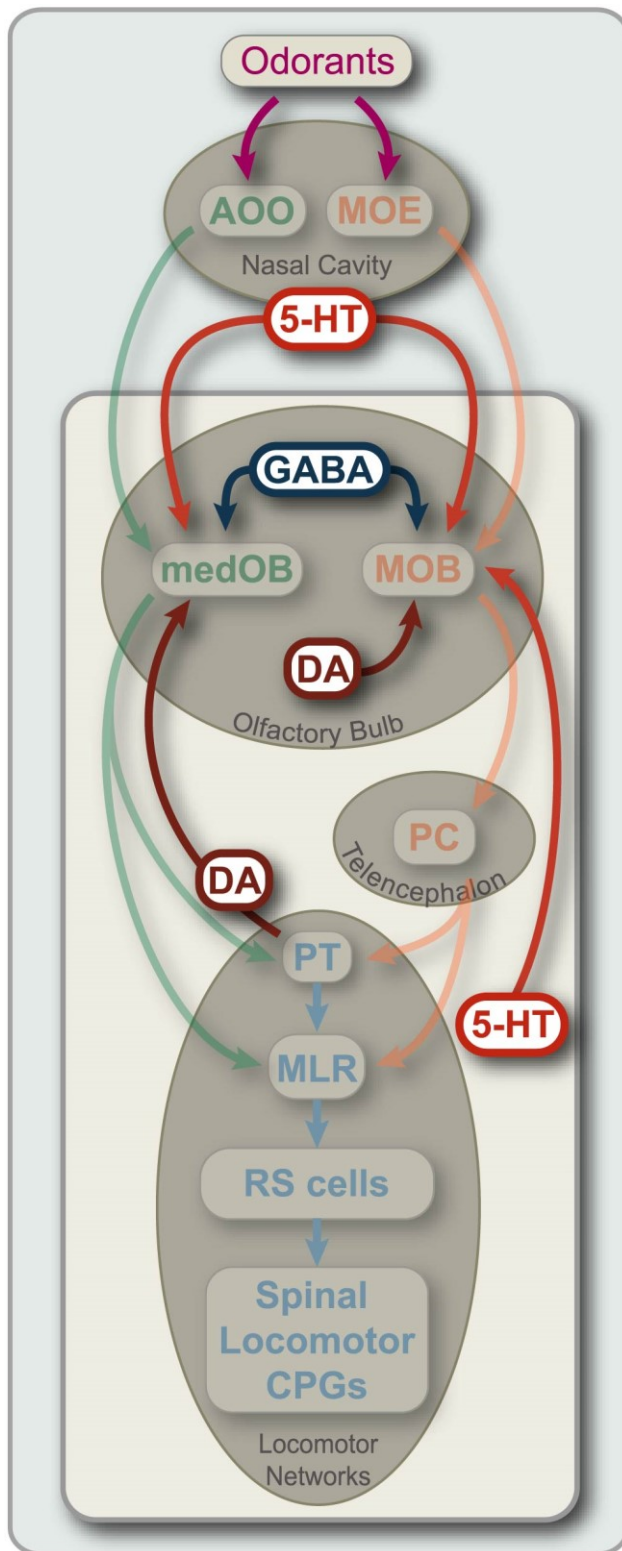 Odorants
AOO
MOE
Nasal Cavity
5-HT
GABA
medOB
MOB
DA
Olfactory Bulb
PC
Telencephalon
DA
PT
5-HT
MLR
RS cells
Spinal
Locomotor
CPGs
Locomotor
Networks